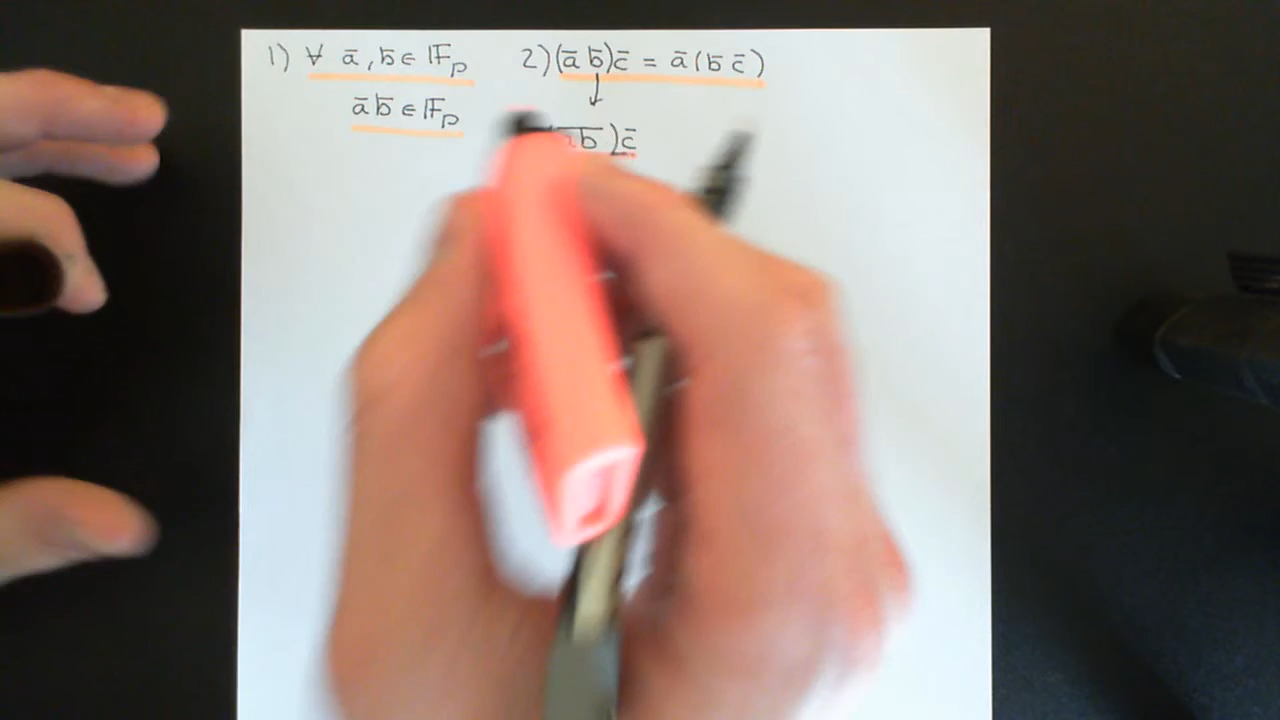 1) ∀ ā, b̄ ∈ 𝔽ₚ 2) (ā b̄) c̄ = ā (b̄ c̄)
ā b̄ ∈ 𝔽ₚ ↓
b̅ ) c̄